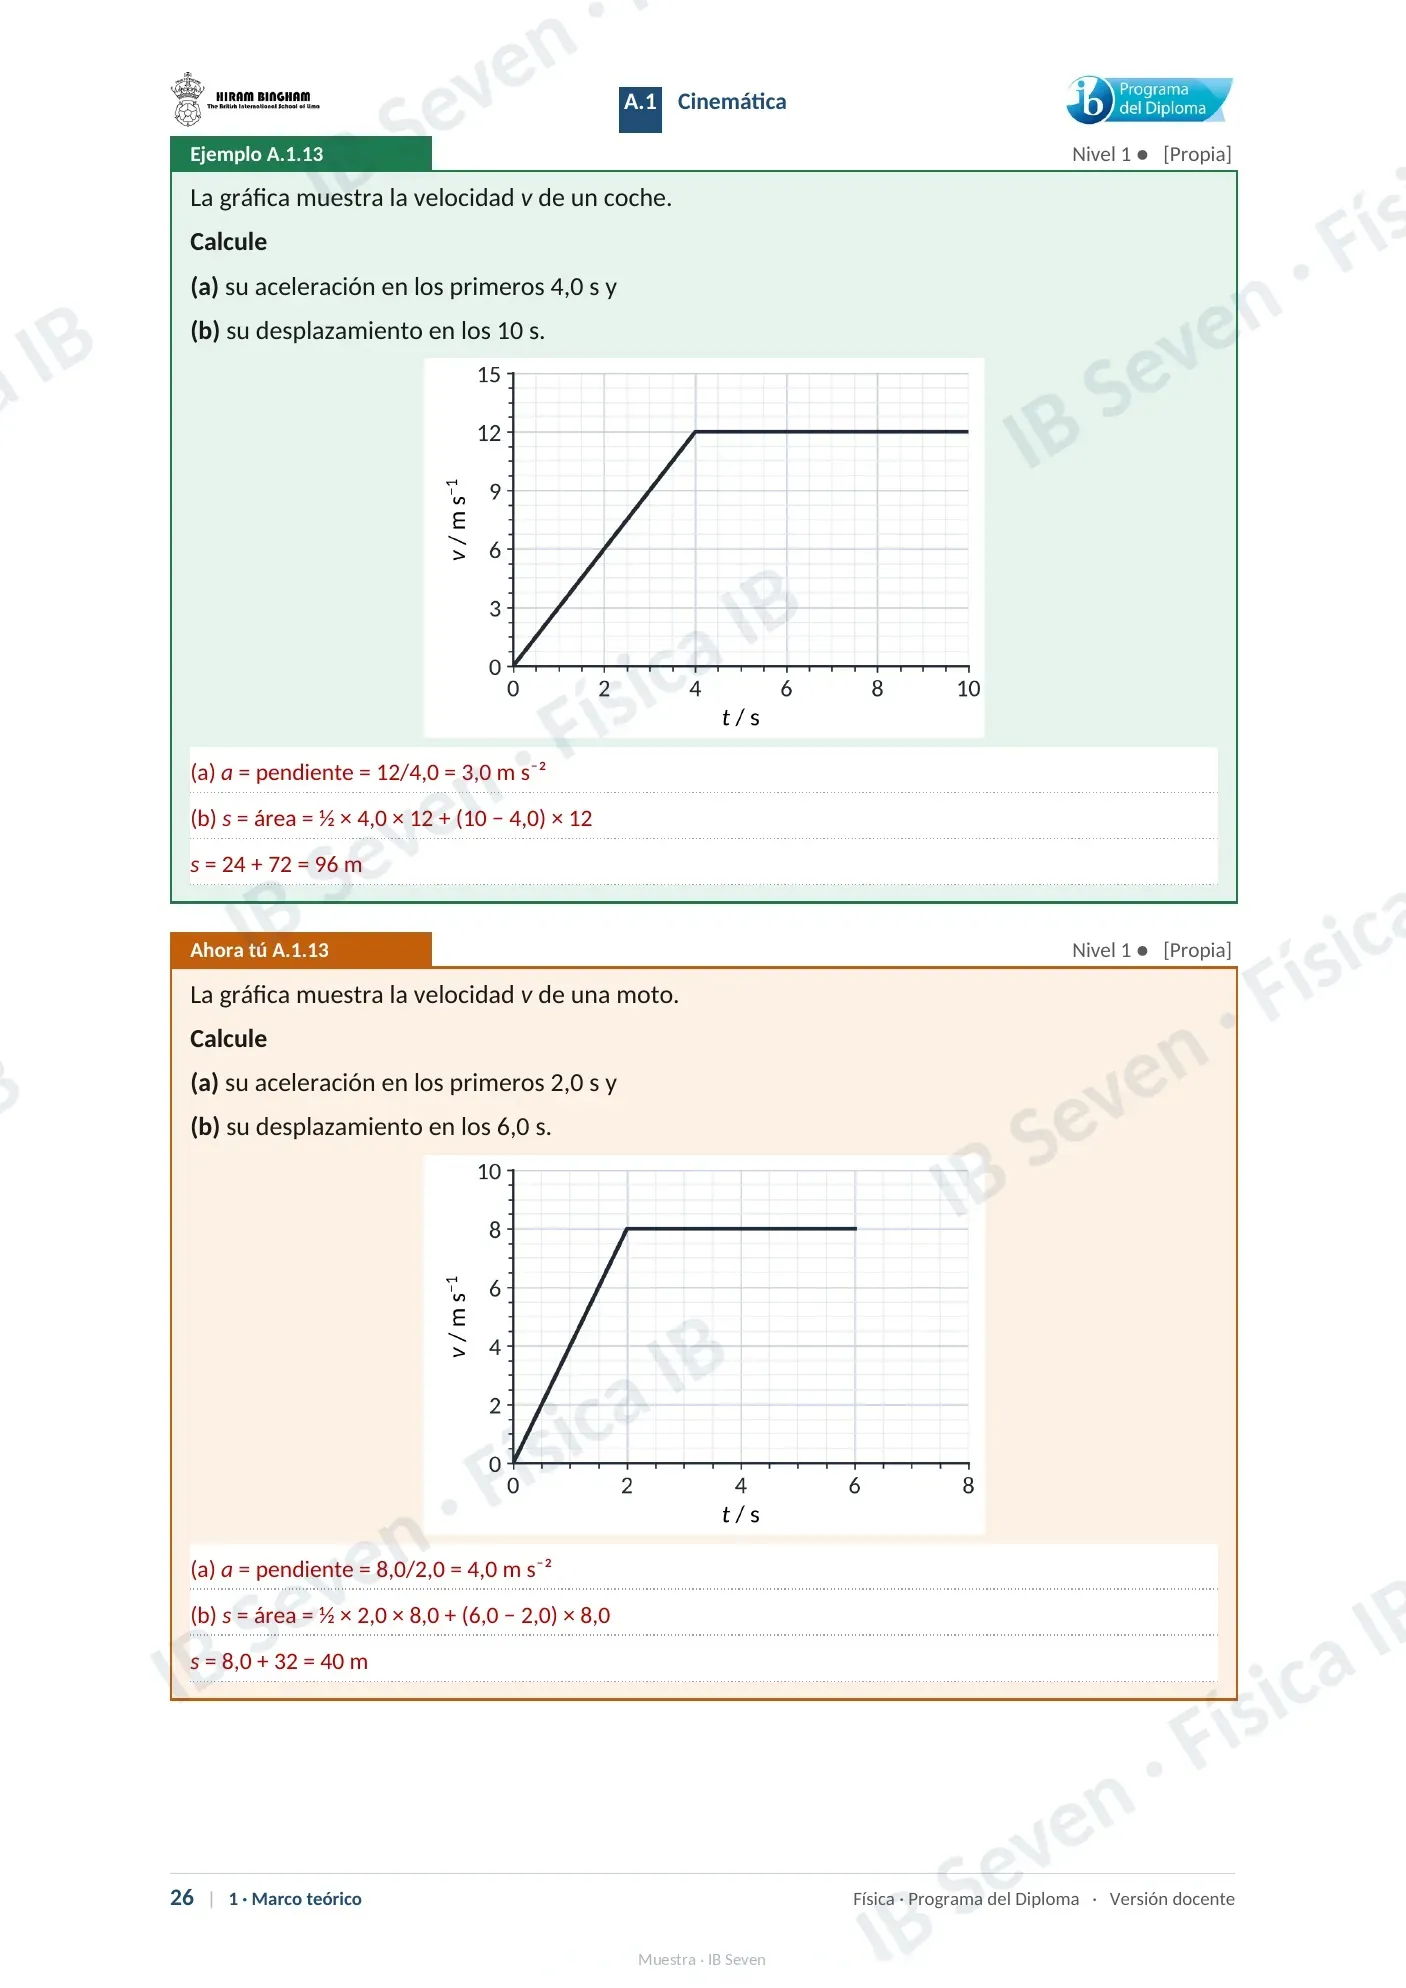 HIRAM BINGHAM
The British International School of Lima
A.1 Cinemática
ib Programa
del Diploma
Ejemplo A.1.13
Nivel 1 ● [Propia]
La gráfica muestra la velocidad v de un coche.
Calcule
(a) su aceleración en los primeros 4,0 s y
(b) su desplazamiento en los 10 s.
15
12
9
6
3
0
v / m s⁻¹
0 2 4 6 8 10
t / s
(a) a = pendiente = 12/4,0 = 3,0 m s⁻²
(b) s = área = ½ × 4,0 × 12 + (10 − 4,0) × 12
s = 24 + 72 = 96 m
Ahora tú A.1.13
Nivel 1 ● [Propia]
La gráfica muestra la velocidad v de una moto.
Calcule
(a) su aceleración en los primeros 2,0 s y
(b) su desplazamiento en los 6,0 s.
10
8
6
4
2
0
v / m s⁻¹
0 2 4 6 8
t / s
(a) a = pendiente = 8,0/2,0 = 4,0 m s⁻²
(b) s = área = ½ × 2,0 × 8,0 + (6,0 − 2,0) × 8,0
s = 8,0 + 32 = 40 m
26 | 1 · Marco teórico
Física · Programa del Diploma · Versión docente
Muestra · IB Seven
IB Seven · Física IB